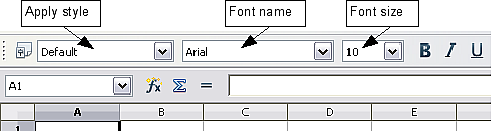 Apply style Font name Font size
Default Arial 10 B I U
A1 =
A B C D E
1